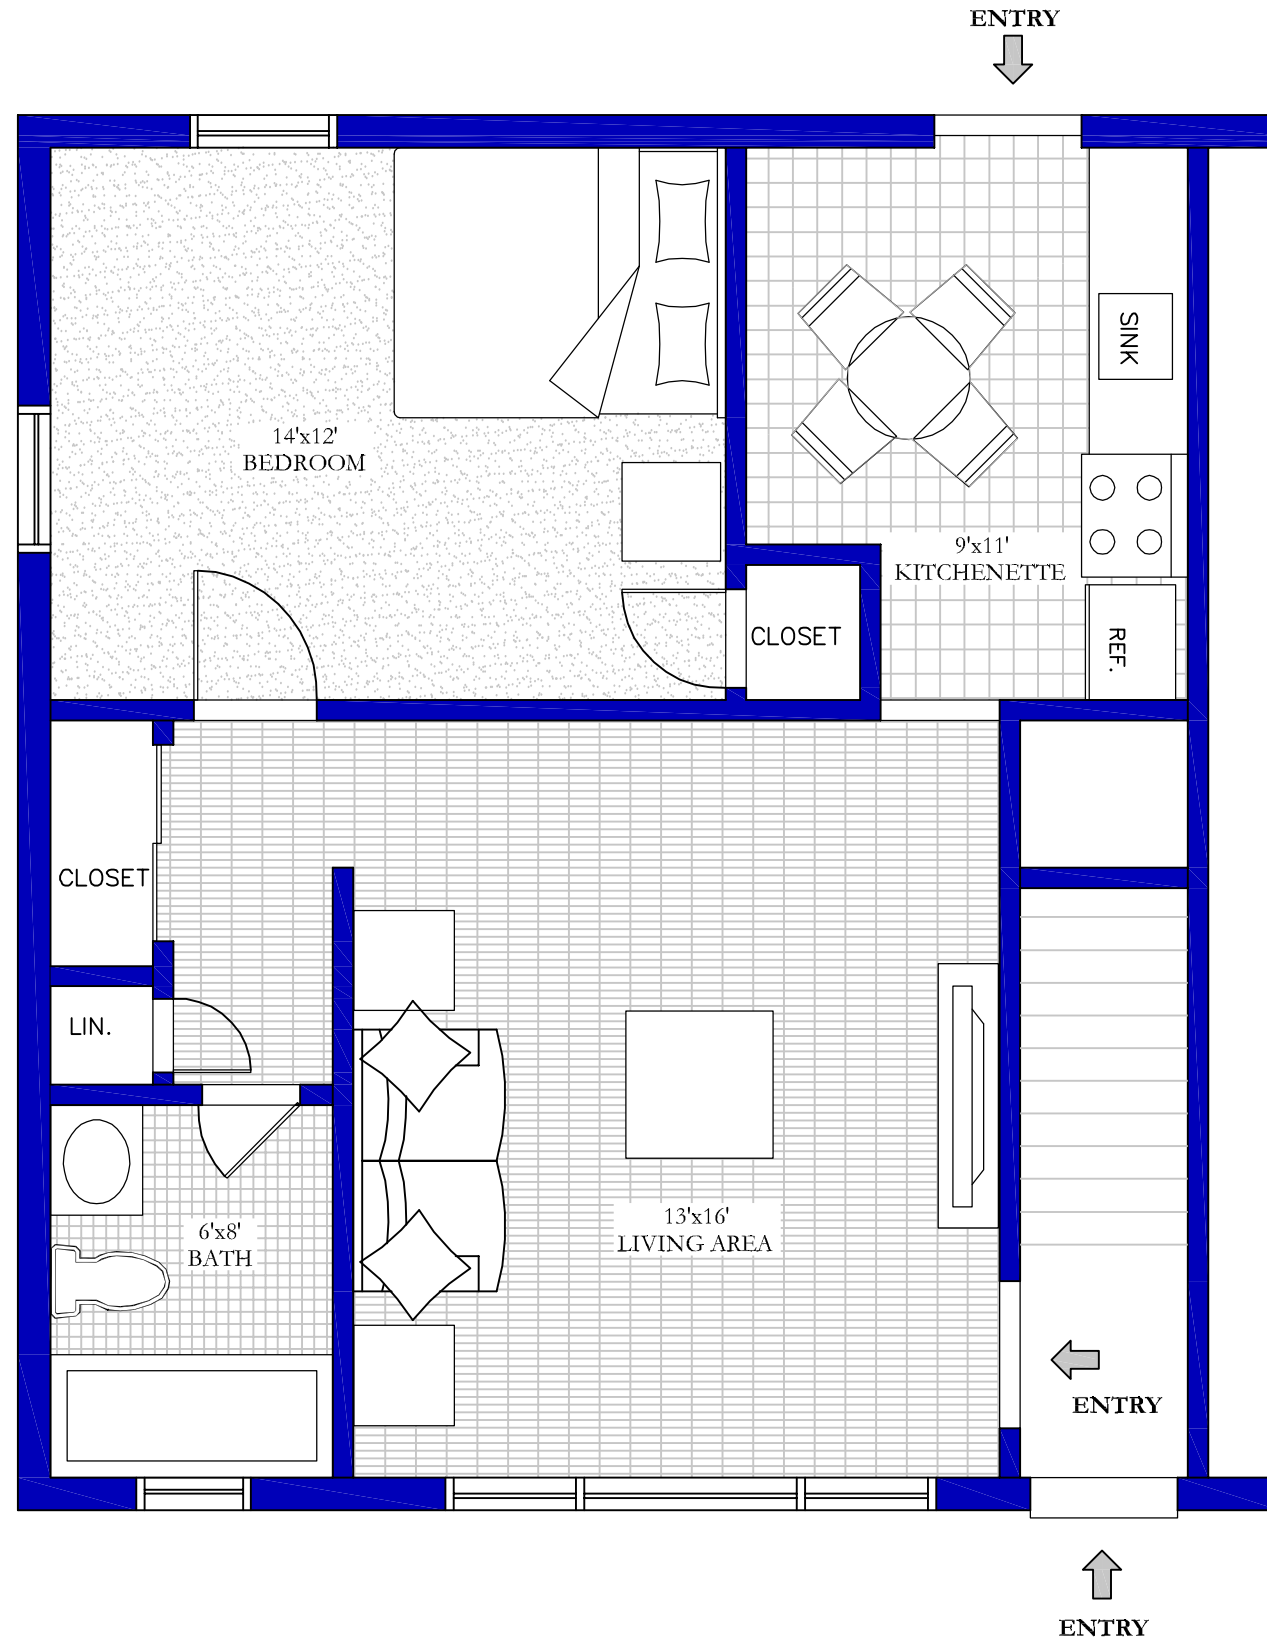 ENTRY
SINK
14'x12'
BEDROOM
9'x11'
KITCHENETTE
CLOSET
REF.
CLOSET
LIN.
6'x8'
BATH
13'x16'
LIVING AREA
ENTRY
ENTRY